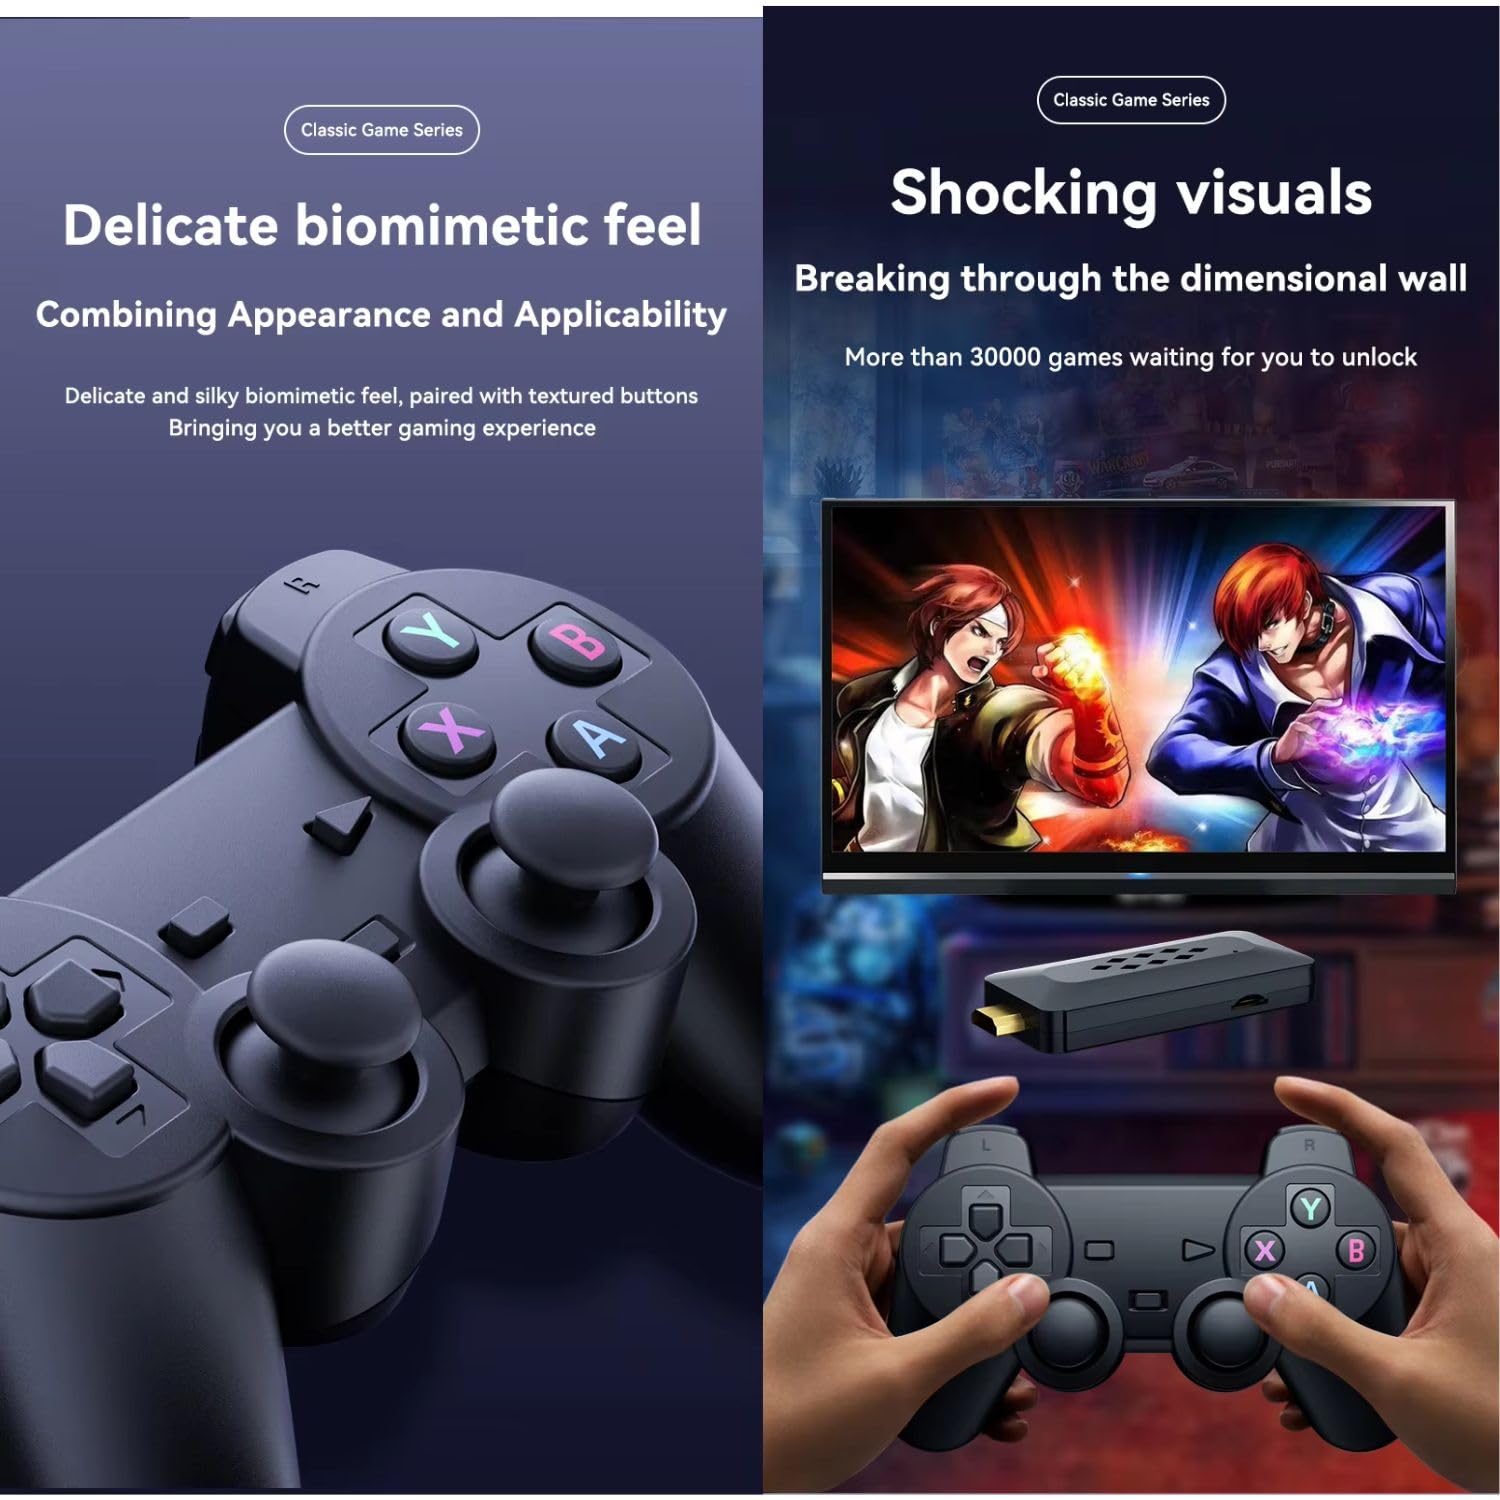 Classic Game Series
Delicate biomimetic feel
Combining Appearance and Applicability
Delicate and silky biomimetic feel, paired with textured buttons
Bringing you a better gaming experience
R
Y
B
X
A
Classic Game Series
Shocking visuals
Breaking through the dimensional wall
More than 30000 games waiting for you to unlock
WARCRAFT
L
R
Y
X
B
A